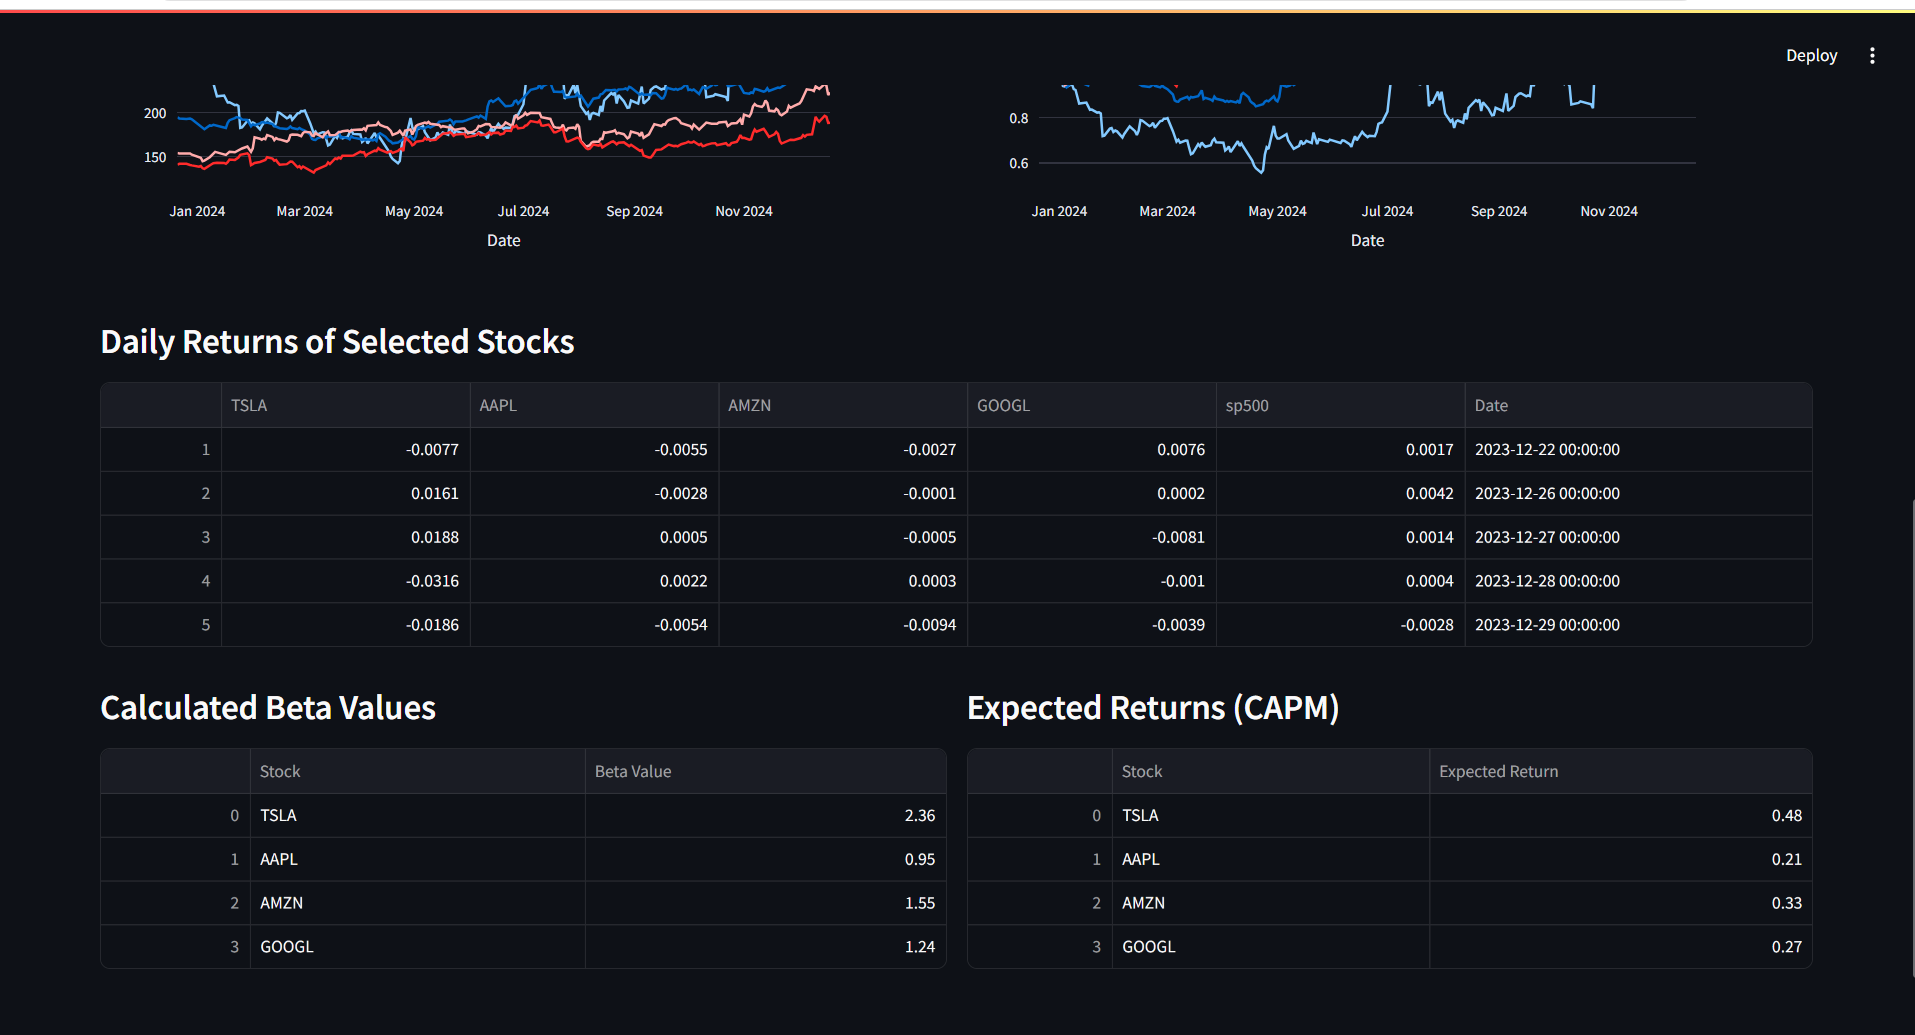 Deploy
200
150
Jan 2024 Mar 2024 May 2024 Jul 2024 Sep 2024 Nov 2024
Date
0.8
0.6
Jan 2024 Mar 2024 May 2024 Jul 2024 Sep 2024 Nov 2024
Date
Daily Returns of Selected Stocks
TSLA AAPL AMZN GOOGL sp500 Date
1 -0.0077 -0.0055 -0.0027 0.0076 0.0017 2023-12-22 00:00:00
2 0.0161 -0.0028 -0.0001 0.0002 0.0042 2023-12-26 00:00:00
3 0.0188 0.0005 -0.0005 -0.0081 0.0014 2023-12-27 00:00:00
4 -0.0316 0.0022 0.0003 -0.001 0.0004 2023-12-28 00:00:00
5 -0.0186 -0.0054 -0.0094 -0.0039 -0.0028 2023-12-29 00:00:00
Calculated Beta Values
Stock Beta Value
0 TSLA 2.36
1 AAPL 0.95
2 AMZN 1.55
3 GOOGL 1.24
Expected Returns (CAPM)
Stock Expected Return
0 TSLA 0.48
1 AAPL 0.21
2 AMZN 0.33
3 GOOGL 0.27